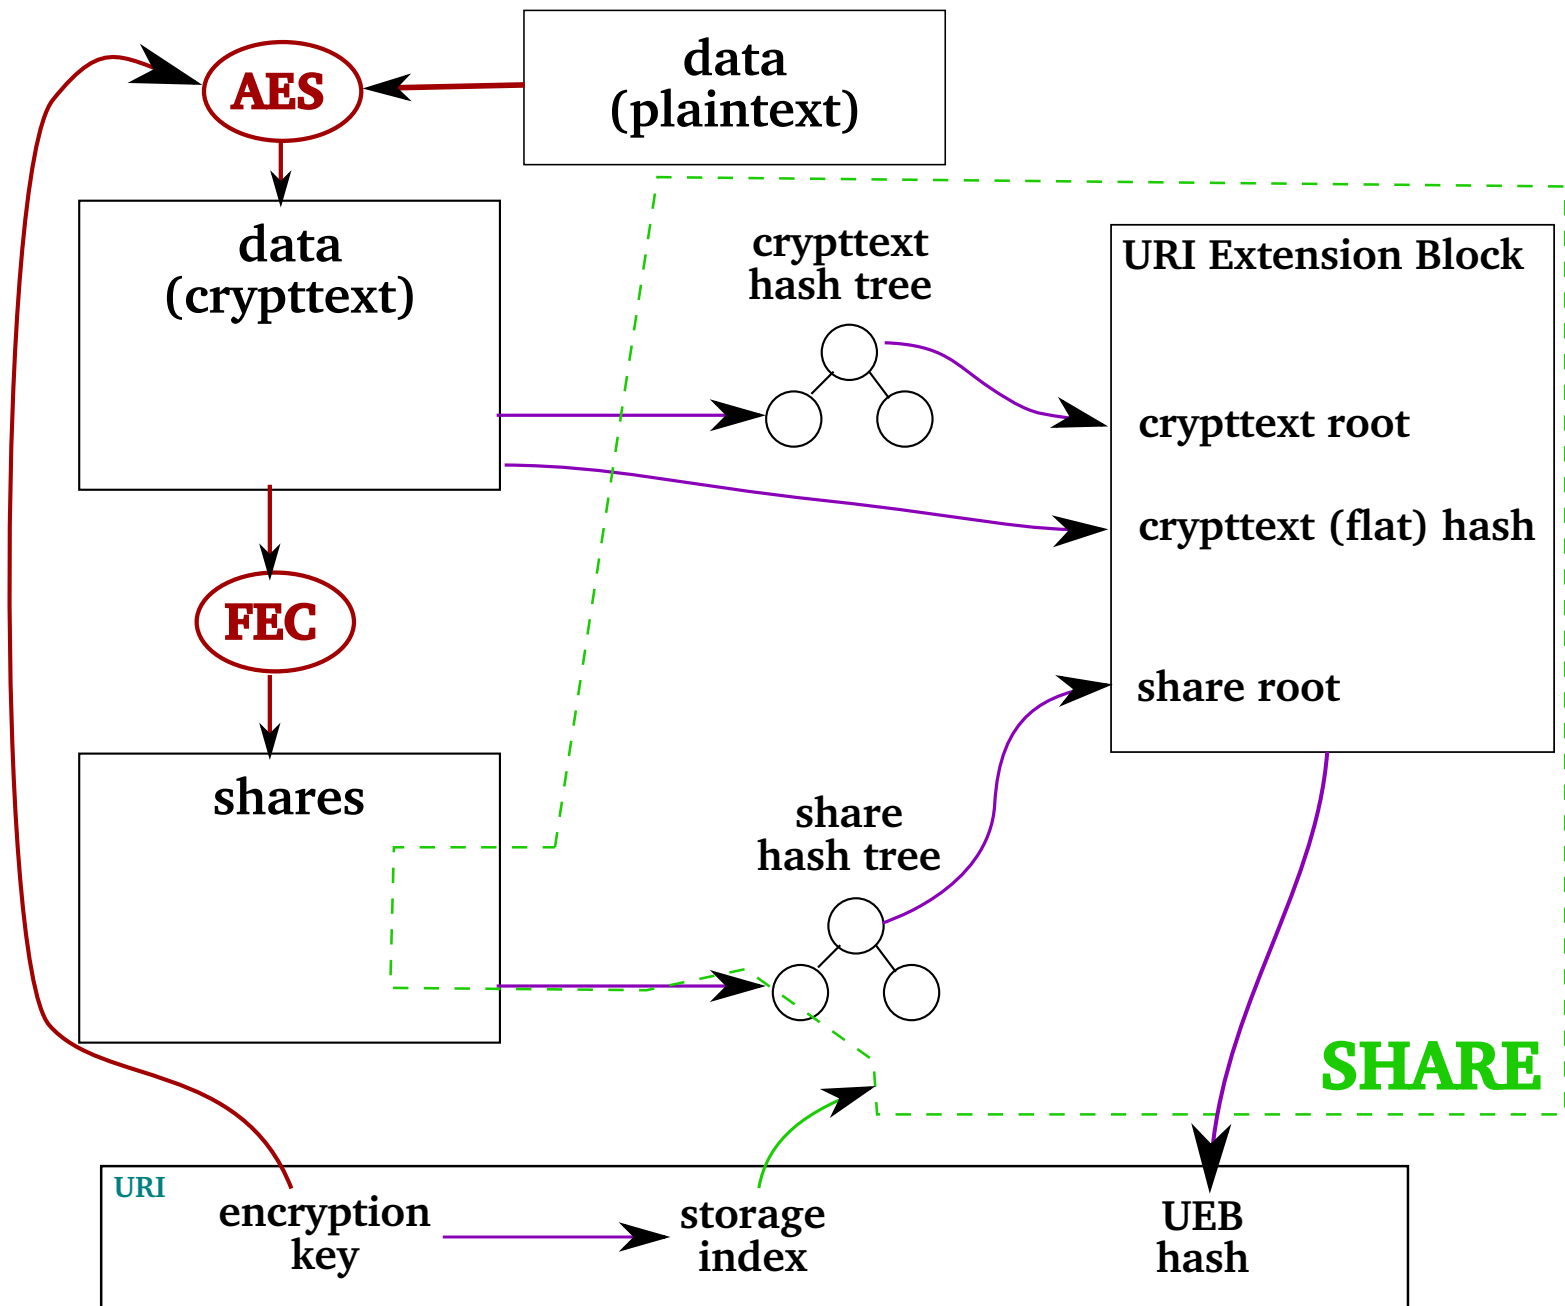 AES
data
(plaintext)
data
(crypttext)
crypttext
hash tree
URI Extension Block
crypttext root
crypttext (flat) hash
FEC
share root
shares
share
hash tree
SHARE
URI
encryption
key
storage
index
UEB
hash